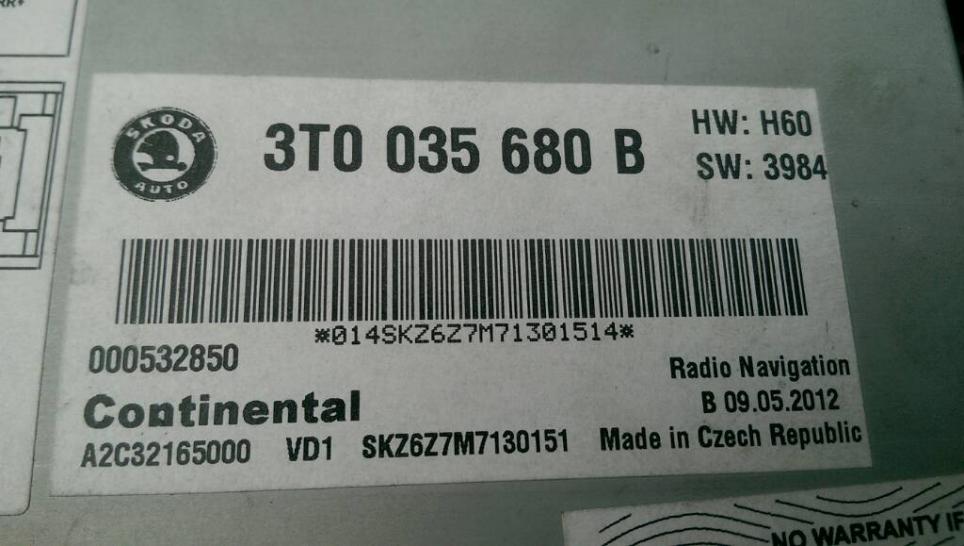 RR+
SKODA
AUTO
3T0 035 680 B
HW: H60
SW: 3984
*014SKZ6Z7M71301514*
000532850
Radio Navigation
Continental
B 09.05.2012
A2C32165000 VD1 SKZ6Z7M7130151 Made in Czech Republic
NO WARRANTY IF